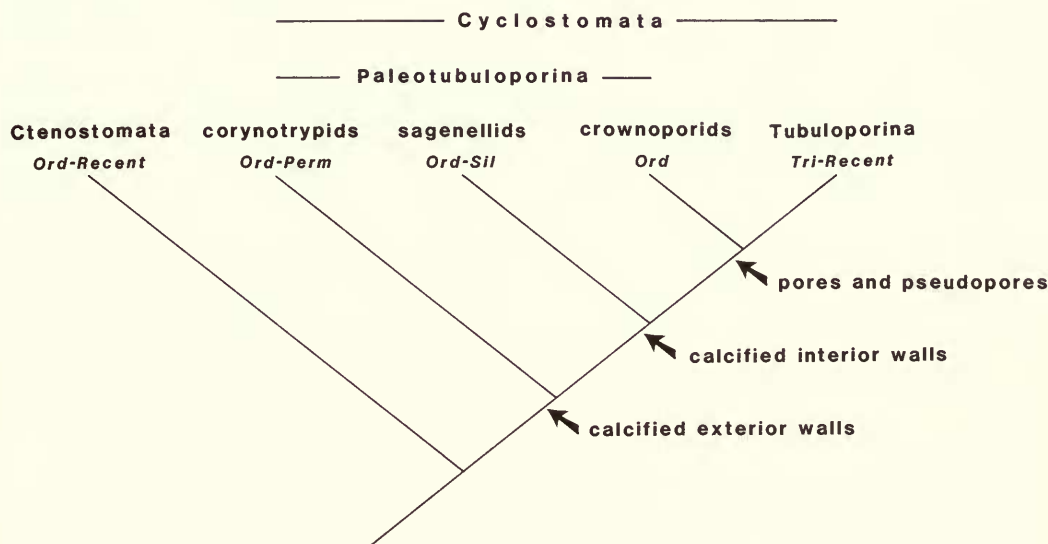 Cyclostomata
Paleotubuloporina
Ctenostomata corynotrypids sagenellids crownoporids Tubuloporina
Ord-Recent Ord-Perm Ord-Sil Ord Tri-Recent
pores and pseudopores
calcified interior walls
calcified exterior walls